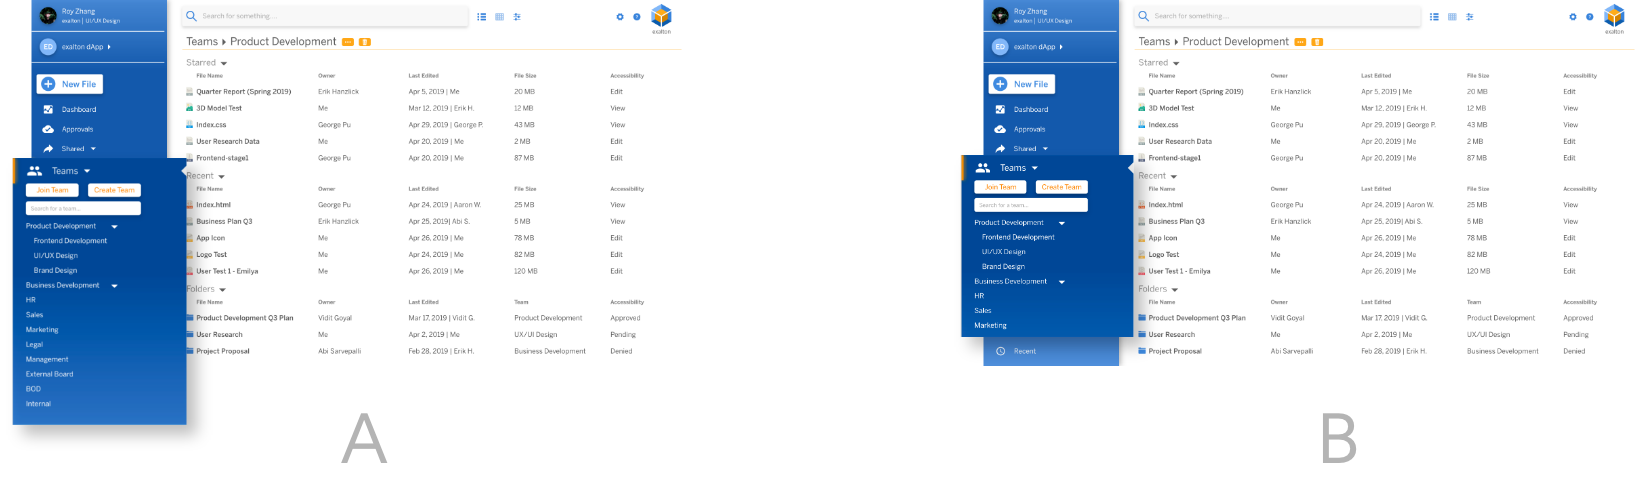 Roy Zhang
exalton | UI/UX Design
ED exalton dApp
New File
Dashboard
Approvals
Shared
Teams
Join Team Create Team
Search for a team...
Product Development
Frontend Development
UI/UX Design
Brand Design
Business Development
HR
Sales
Marketing
Legal
Management
External Board
BOD
Internal
Search for something ...
exalton
Teams Product Development
Starred
File Name Owner Last Edited File Size Accessibility
Quarter Report (Spring 2019) Erik Hanzlick Apr 5, 2019 | Me 20 MB Edit
3D Model Test Me Mar 12, 2019 | Erik H. 12 MB View
Index.css George Pu Apr 29, 2019 | George P. 43 MB View
User Research Data Me Apr 20, 2019 | Me 2 MB Edit
Frontend-stage1 George Pu Apr 20, 2019 | Me 87 MB Edit
Recent
File Name Owner Last Edited File Size Accessibility
Index.html George Pu Apr 24, 2019 | Aaron W. 25 MB View
Business Plan Q3 Erik Hanzlick Apr 25, 2019| Abi S. 5 MB View
App Icon Me Apr 26, 2019 | Me 78 MB Edit
Logo Test Me Apr 24, 2019 | Me 82 MB Edit
User Test 1 - Emilya Me Apr 26, 2019 | Me 120 MB Edit
Folders
File Name Owner Last Edited Team Accessibility
Product Development Q3 Plan Vidit Goyal Mar 17, 2019 | Vidit G. Product Development Approved
User Research Me Apr 2, 2019 | Me UX/UI Design Pending
Project Proposal Abi Sarvepalli Feb 28, 2019 | Erik H. Business Development Denied
A
Roy Zhang
exalton | UI/UX Design
ED exalton dApp
New File
Dashboard
Approvals
Shared
Teams
Join Team Create Team
Search for a team...
Product Development
Frontend Development
UI/UX Design
Brand Design
Business Development
HR
Sales
Marketing
Recent
Search for something ...
exalton
Teams Product Development
Starred
File Name Owner Last Edited File Size Accessibility
Quarter Report (Spring 2019) Erik Hanzlick Apr 5, 2019 | Me 20 MB Edit
3D Model Test Me Mar 12, 2019 | Erik H. 12 MB View
Index.css George Pu Apr 29, 2019 | George P. 43 MB View
User Research Data Me Apr 20, 2019 | Me 2 MB Edit
Frontend-stage1 George Pu Apr 20, 2019 | Me 87 MB Edit
Recent
File Name Owner Last Edited File Size Accessibility
Index.html George Pu Apr 24, 2019 | Aaron W. 25 MB View
Business Plan Q3 Erik Hanzlick Apr 25, 2019| Abi S. 5 MB View
App Icon Me Apr 26, 2019 | Me 78 MB Edit
Logo Test Me Apr 24, 2019 | Me 82 MB Edit
User Test 1 - Emilya Me Apr 26, 2019 | Me 120 MB Edit
Folders
File Name Owner Last Edited Team Accessibility
Product Development Q3 Plan Vidit Goyal Mar 17, 2019 | Vidit G. Product Development Approved
User Research Me Apr 2, 2019 | Me UX/UI Design Pending
Project Proposal Abi Sarvepalli Feb 28, 2019 | Erik H. Business Development Denied
B